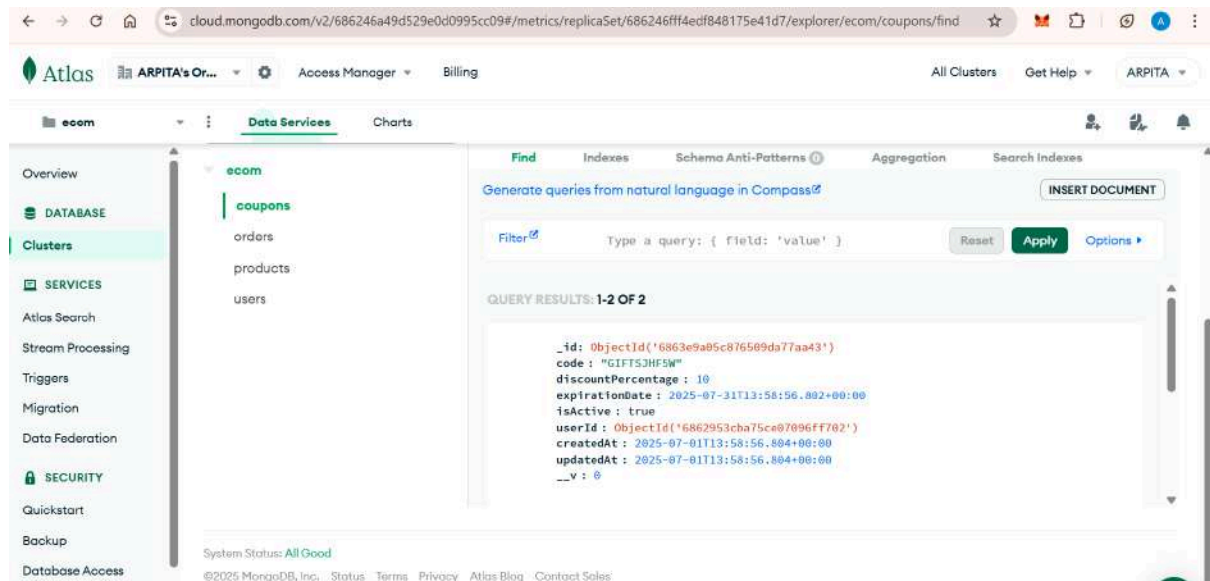 cloud.mongodb.com/v2/686246a49d529e0d0995cc09#/metrics/replicaSet/686246fff4edf848175e41d7/explorer/ecom/coupons/find
A
Atlas
ARPITA's Or...
Access Manager
Billing
All Clusters
Get Help
ARPITA
ecom
Data Services
Charts
Overview
DATABASE
Clusters
SERVICES
Atlas Search
Stream Processing
Triggers
Migration
Data Federation
SECURITY
Quickstart
Backup
Database Access
ecom
coupons
orders
products
users
Find
Indexes
Schema Anti-Patterns 0
Aggregation
Search Indexes
Generate queries from natural language in Compass
INSERT DOCUMENT
Filter
Type a query: { field: 'value' }
Reset
Apply
Options
QUERY RESULTS: 1-2 OF 2
_id: ObjectId('6863e9a05c876509da77aa43')
code : "GIFTSJHF5W"
discountPercentage : 10
expirationDate : 2025-07-31T13:58:56.802+00:00
isActive : true
userId : ObjectId('6862953cba75ce07096ff702')
createdAt : 2025-07-01T13:58:56.804+00:00
updatedAt : 2025-07-01T13:58:56.804+00:00
__v : 0
System Status: All Good
©2025 MongoDB, Inc. Status Terms Privacy Atlas Blog Contact Sales